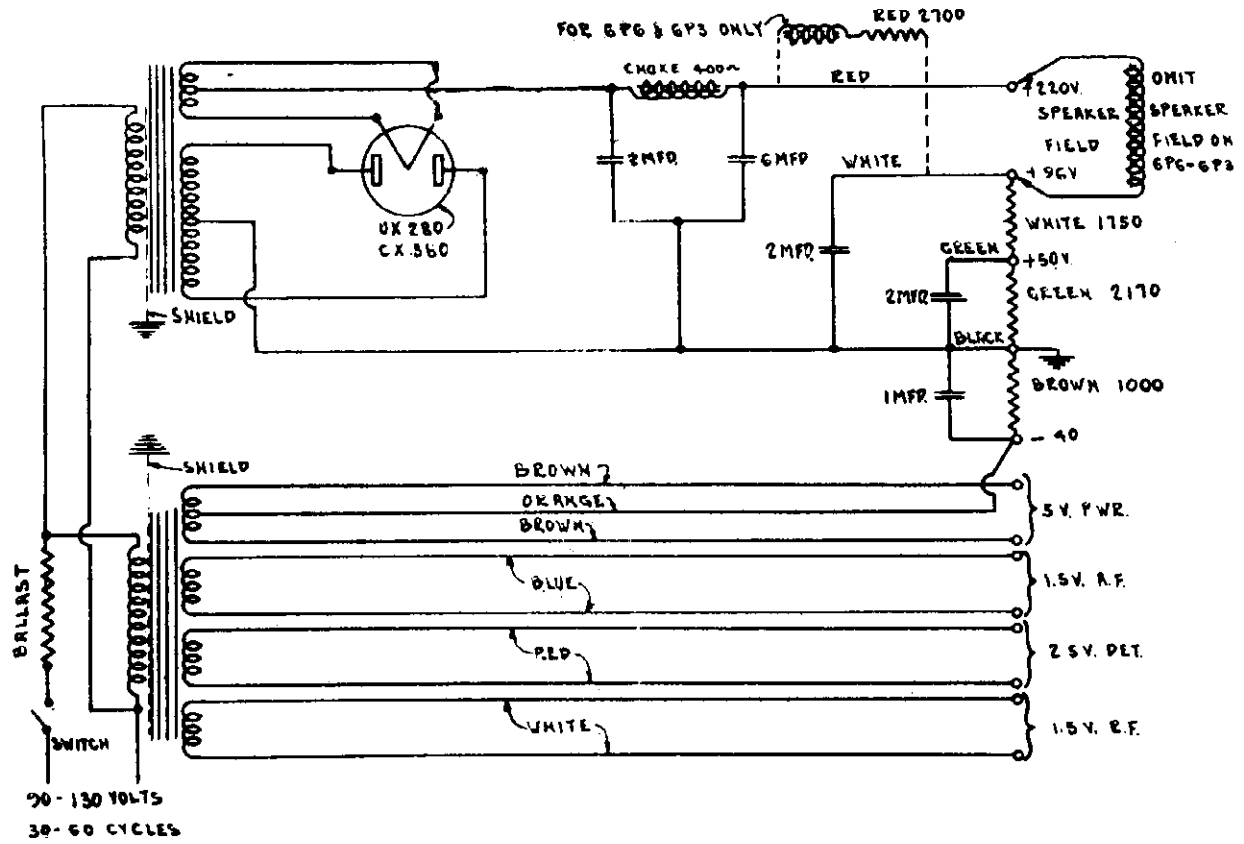 FOR 6P6 & 6P3 ONLY
RED 2700
CHOKE 400~
RED
+220V.
SPEAKER
FIELD
OMIT
SPEAKER
FIELD ON
6P6-6P3
2MFD.
6MFD
WHITE
+96V
UX 280
CX.380
WHITE 1750
2MFD.
GREEN
+50V.
2MFD.
GREEN 2170
SHIELD
BLACK
1MFD.
BROWN 1000
- 40
SHIELD
BROWN
ORANGE
BROWN
5 V. PWR.
BLUE
1.5V. A.F.
BALLAST
RED
2 5V. DET.
WHITE
1.5 V. R.F.
SWITCH
90-130 VOLTS
30-60 CYCLES